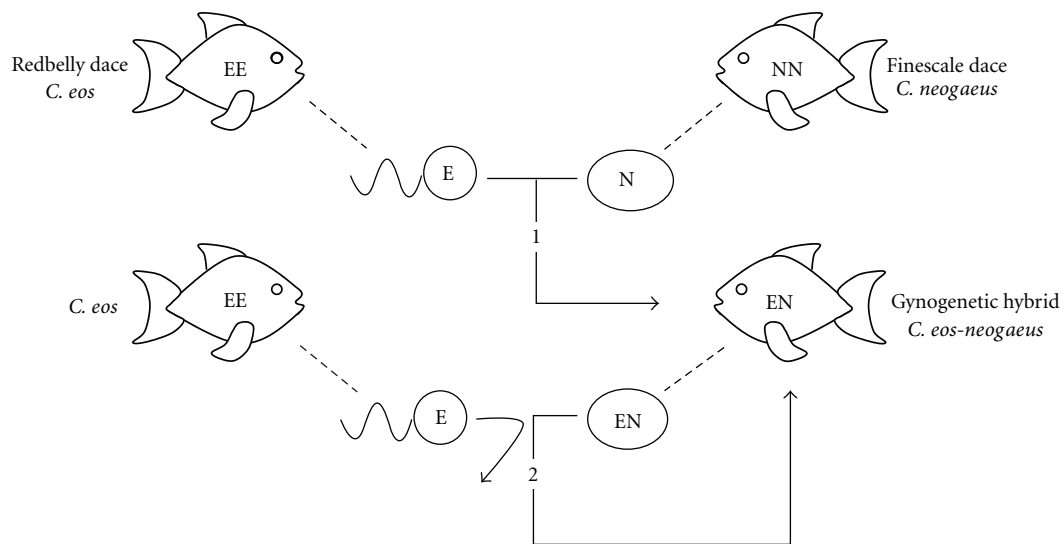 Redbelly dace
C. eos
EE
NN
Finescale dace
C. neogaeus
E
N
1
C. eos
EE
EN
Gynogenetic hybrid
C. eos-neogaeus
E
EN
2